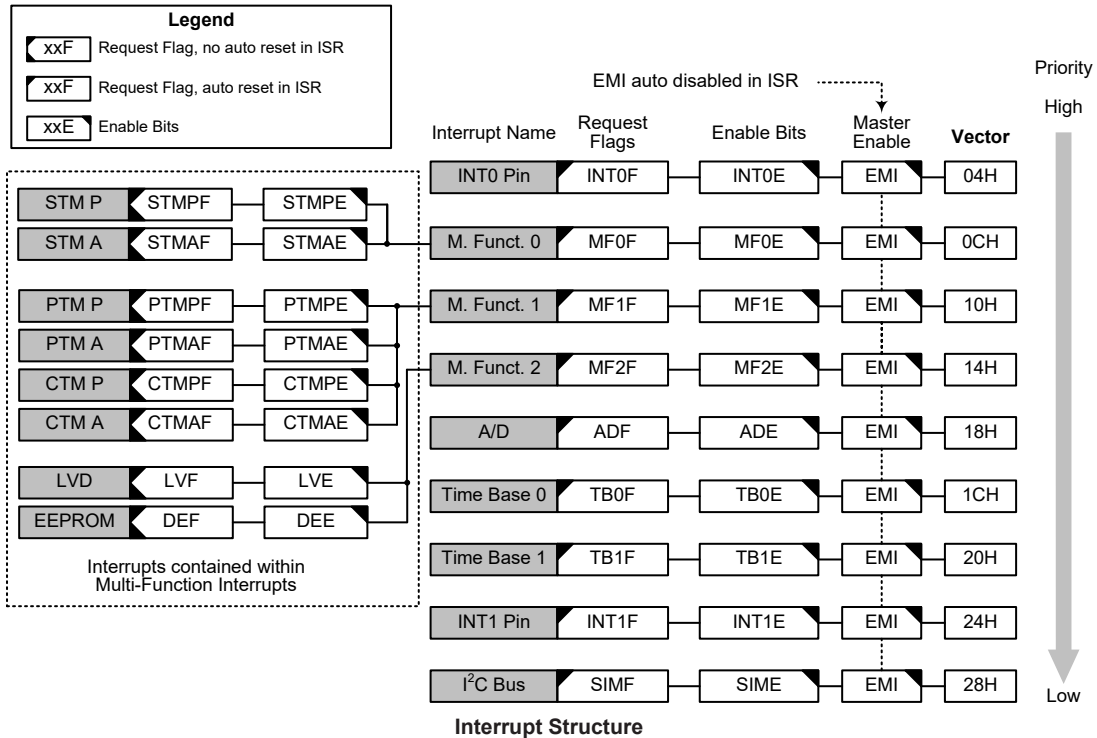 Legend
xxF Request Flag, no auto reset in ISR
xxF Request Flag, auto reset in ISR
xxE Enable Bits
EMI auto disabled in ISR
Priority
High
Interrupt Name Request Flags Enable Bits Master Enable Vector
INT0 Pin INT0F INT0E EMI 04H
STM P STMPF STMPE
STM A STMAF STMAE
M. Funct. 0 MF0F MF0E EMI 0CH
PTM P PTMPF PTMPE
M. Funct. 1 MF1F MF1E EMI 10H
PTM A PTMAF PTMAE
CTM P CTMPF CTMPE
M. Funct. 2 MF2F MF2E EMI 14H
CTM A CTMAF CTMAE
A/D ADF ADE EMI 18H
LVD LVF LVE
Time Base 0 TB0F TB0E EMI 1CH
EEPROM DEF DEE
Interrupts contained within
Multi-Function Interrupts
Time Base 1 TB1F TB1E EMI 20H
INT1 Pin INT1F INT1E EMI 24H
I²C Bus SIMF SIME EMI 28H
Low
Interrupt Structure